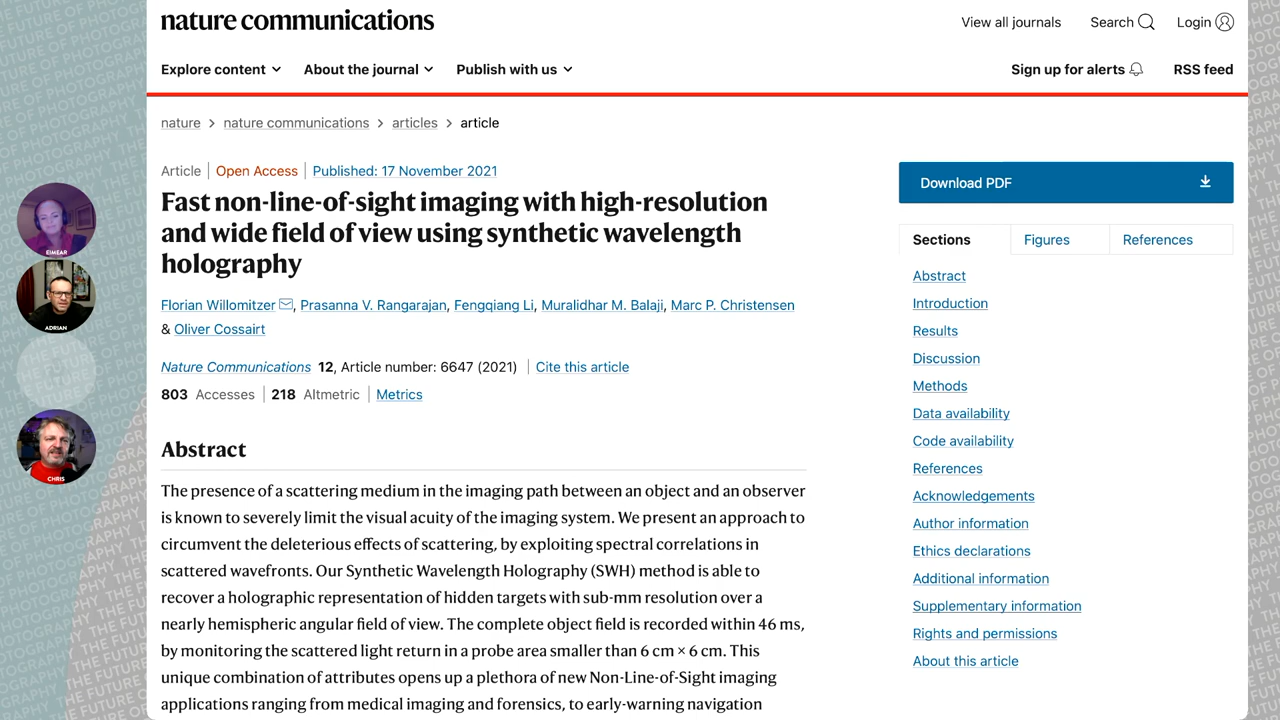 nature communications
View all journals
Search
Login
Explore content
About the journal
Publish with us
Sign up for alerts
RSS feed
nature > nature communications > articles > article
Article | Open Access | Published: 17 November 2021
Fast non-line-of-sight imaging with high-resolution
and wide field of view using synthetic wavelength
holography
Florian Willomitzer, Prasanna V. Rangarajan, Fengqiang Li, Muralidhar M. Balaji, Marc P. Christensen
& Oliver Cossairt
Nature Communications 12, Article number: 6647 (2021) | Cite this article
803 Accesses | 218 Altmetric | Metrics
Abstract
The presence of a scattering medium in the imaging path between an object and an observer
is known to severely limit the visual acuity of the imaging system. We present an approach to
circumvent the deleterious effects of scattering, by exploiting spectral correlations in
scattered wavefronts. Our Synthetic Wavelength Holography (SWH) method is able to
recover a holographic representation of hidden targets with sub-mm resolution over a
nearly hemispheric angular field of view. The complete object field is recorded within 46 ms,
by monitoring the scattered light return in a probe area smaller than 6 cm × 6 cm. This
unique combination of attributes opens up a plethora of new Non-Line-of-Sight imaging
applications ranging from medical imaging and forensics, to early-warning navigation
Download PDF
Sections
Figures
References
Abstract
Introduction
Results
Discussion
Methods
Data availability
Code availability
References
Acknowledgements
Author information
Ethics declarations
Additional information
Supplementary information
Rights and permissions
About this article
EIMEAR
ADRIAN
CHRIS